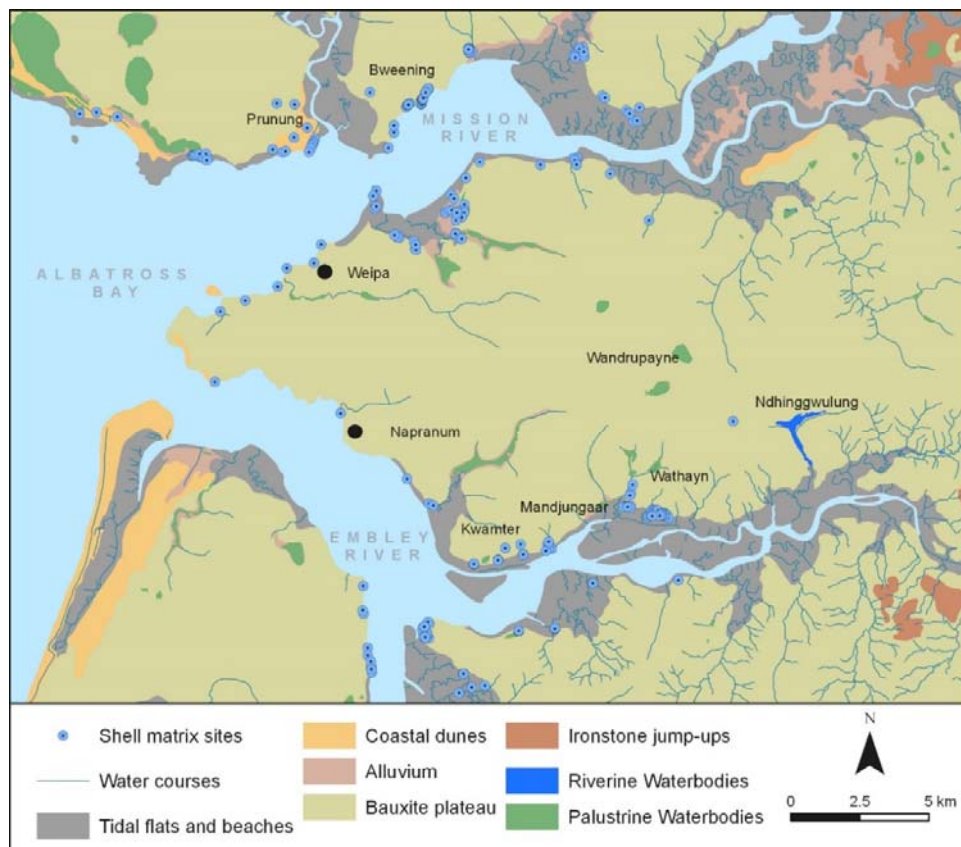 Bweening
Prunung
MISSION
RIVER
ALBATROSS
BAY
Weipa
Wandrupayne
Ndhinggwulung
Napranum
Wathayn
Mandjungaar
Kwamter
EMBLEY
RIVER
Shell matrix sites
Water courses
Tidal flats and beaches
Coastal dunes
Alluvium
Bauxite plateau
Ironstone jump-ups
Riverine Waterbodies
Palustrine Waterbodies
N
0 2.5 5 km